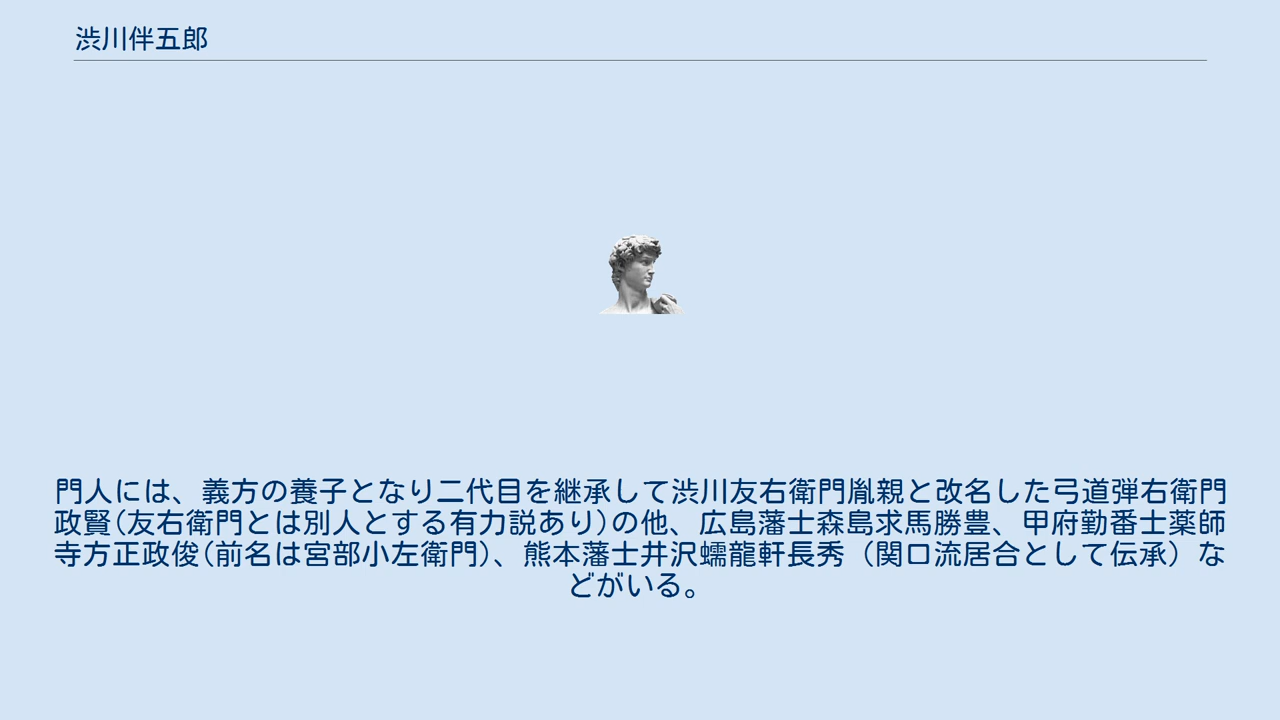 渋川伴五郎
門人には、義方の養子となり二代目を継承して渋川友右衛門胤親と改名した弓道弾右衛門
政賢(友右衛門とは別人とする有力説あり)の他、広島藩士森島求馬勝豊、甲府勤番士薬師
寺方正政俊(前名は宮部小左衛門)、熊本藩士井沢蠕龍軒長秀（関口流居合として伝承）な
どがいる。